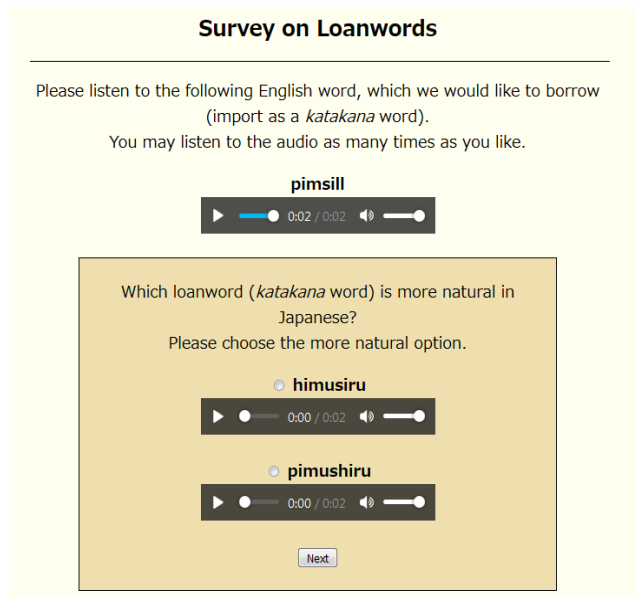 Survey on Loanwords
Please listen to the following English word, which we would like to borrow
(import as a katakana word).
You may listen to the audio as many times as you like.
pimsill
0:02 / 0:02
Which loanword (katakana word) is more natural in
Japanese?
Please choose the more natural option.
himusiru
0:00 / 0:02
pimushiru
0:00 / 0:02
Next